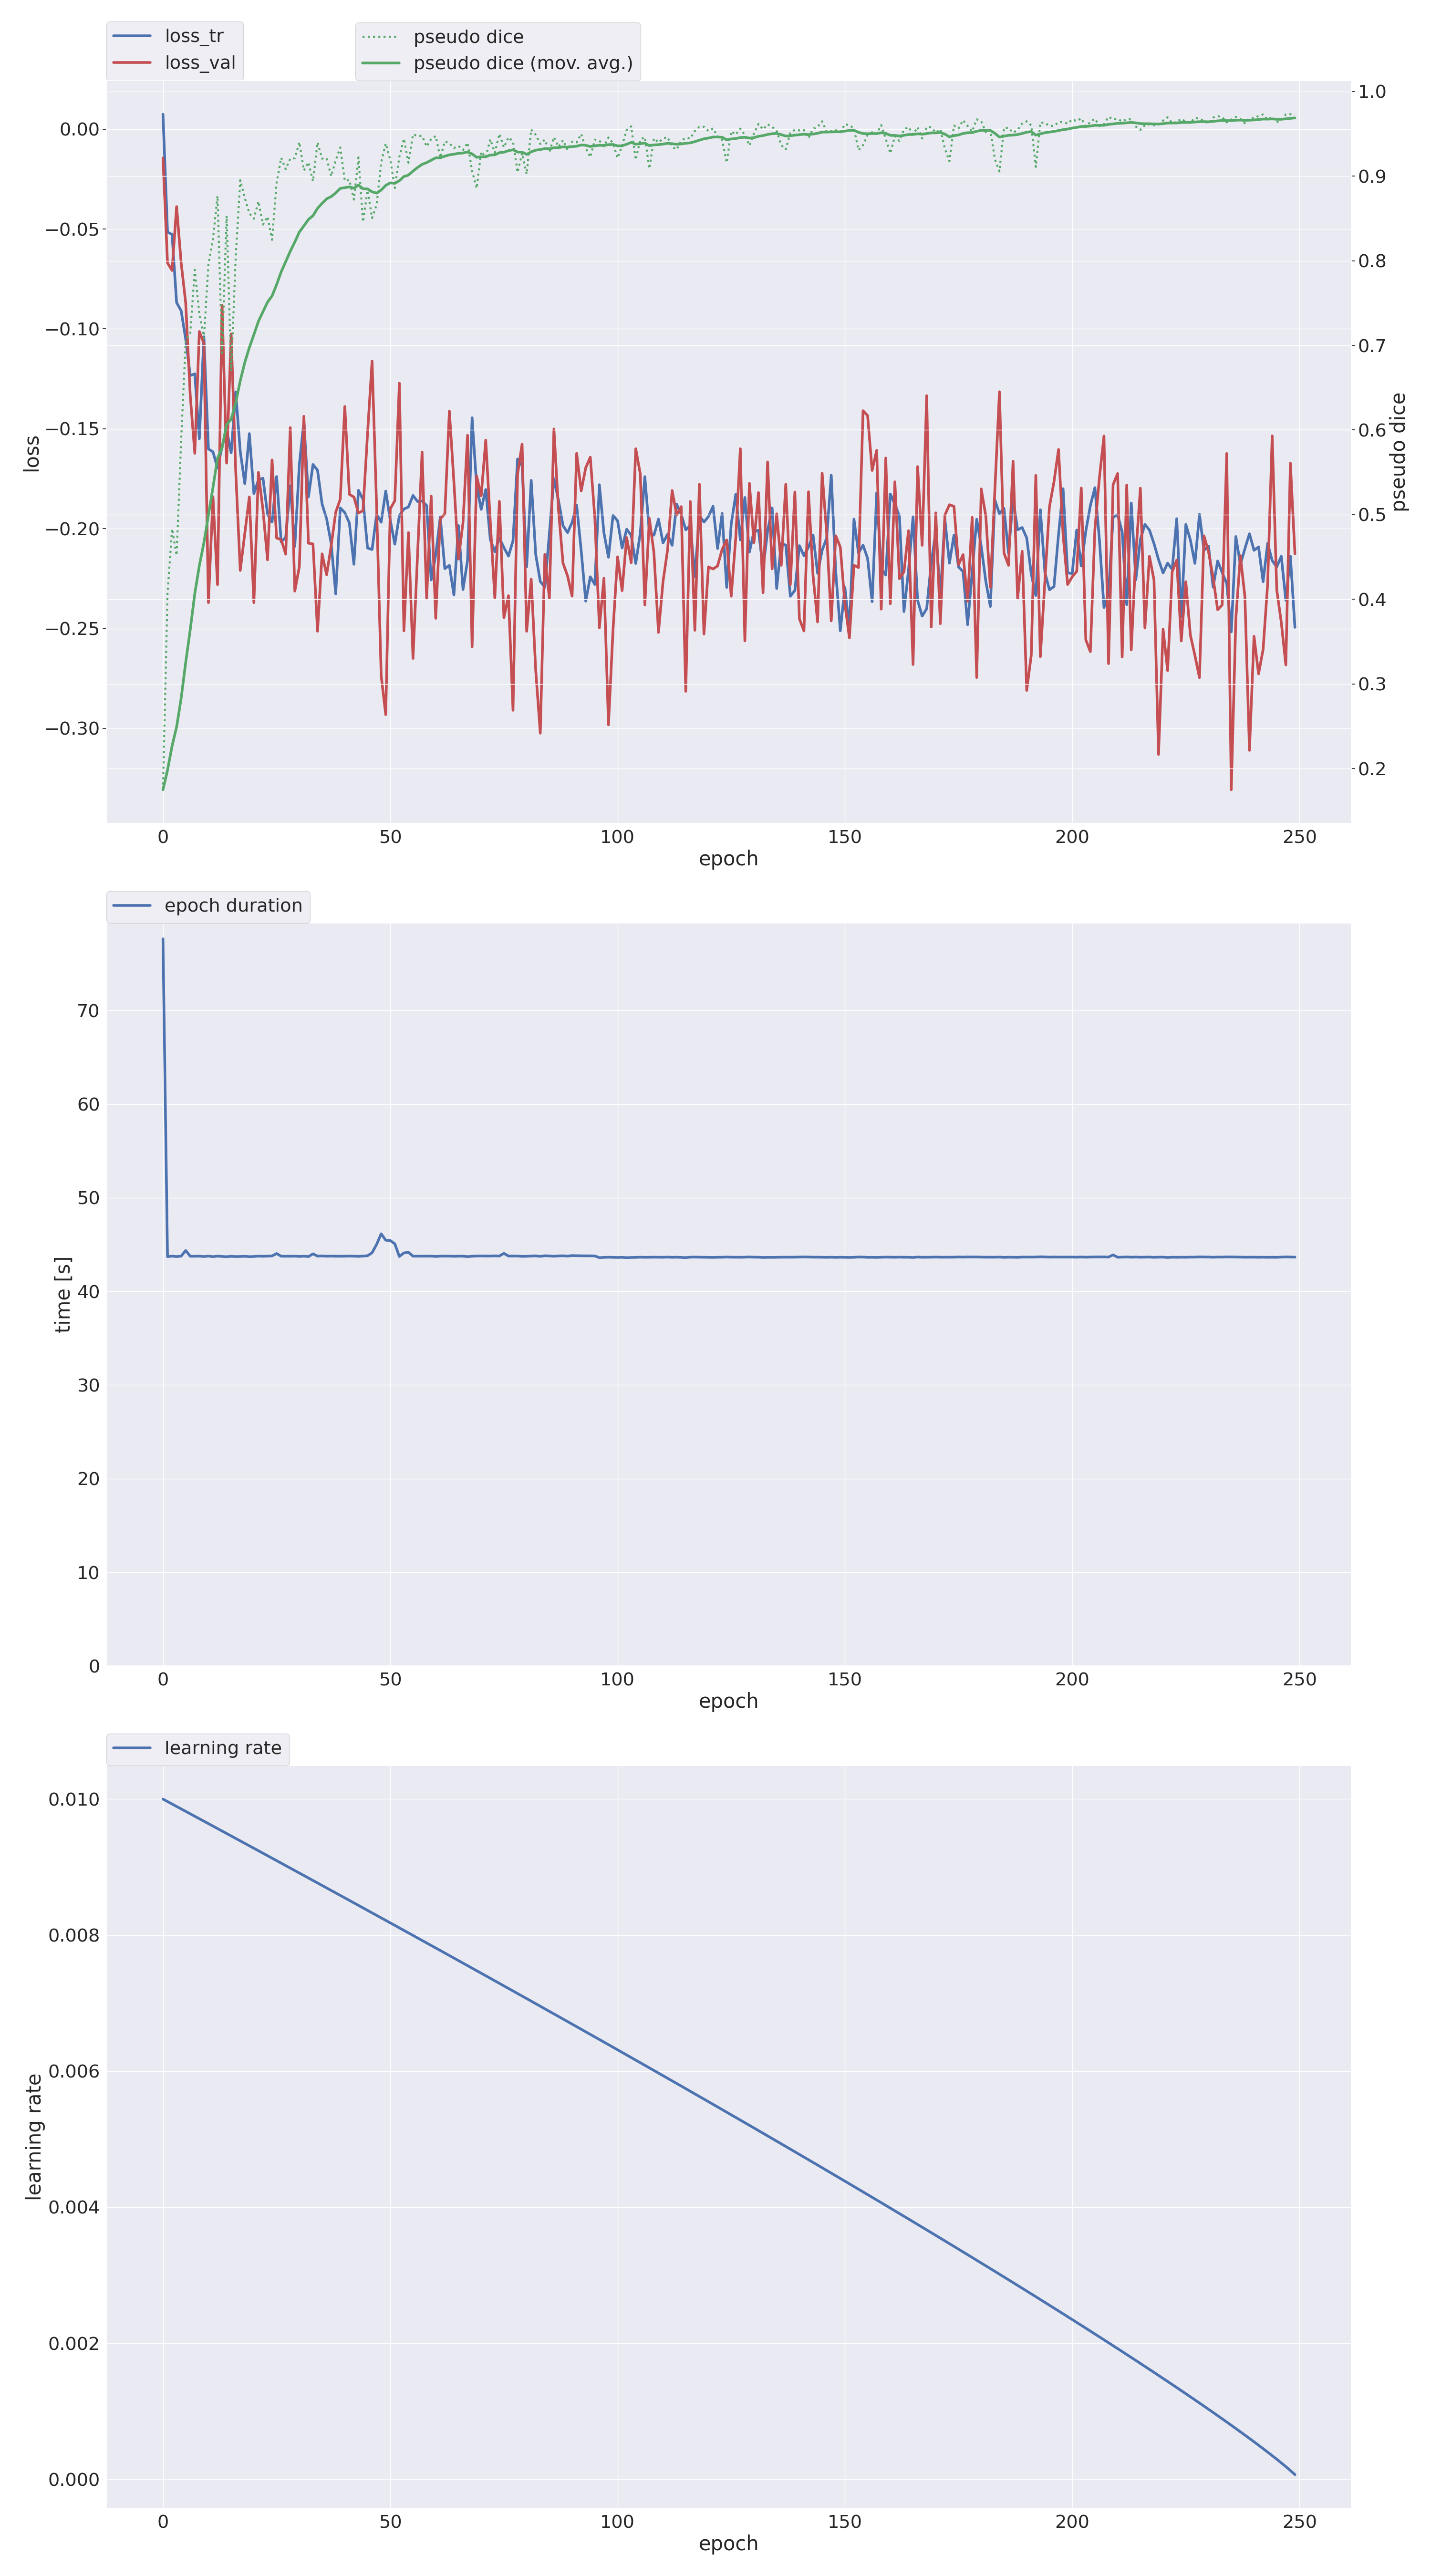 loss_tr
loss_val
pseudo dice
pseudo dice (mov. avg.)
0.00
−0.05
−0.10
−0.15
−0.20
−0.25
−0.30
loss
1.0
0.9
0.8
0.7
0.6
0.5
0.4
0.3
0.2
pseudo dice
0 50 100 150 200 250
epoch
epoch duration
70
60
50
40
30
20
10
0
time [s]
0 50 100 150 200 250
epoch
learning rate
0.010
0.008
0.006
0.004
0.002
0.000
learning rate
0 50 100 150 200 250
epoch